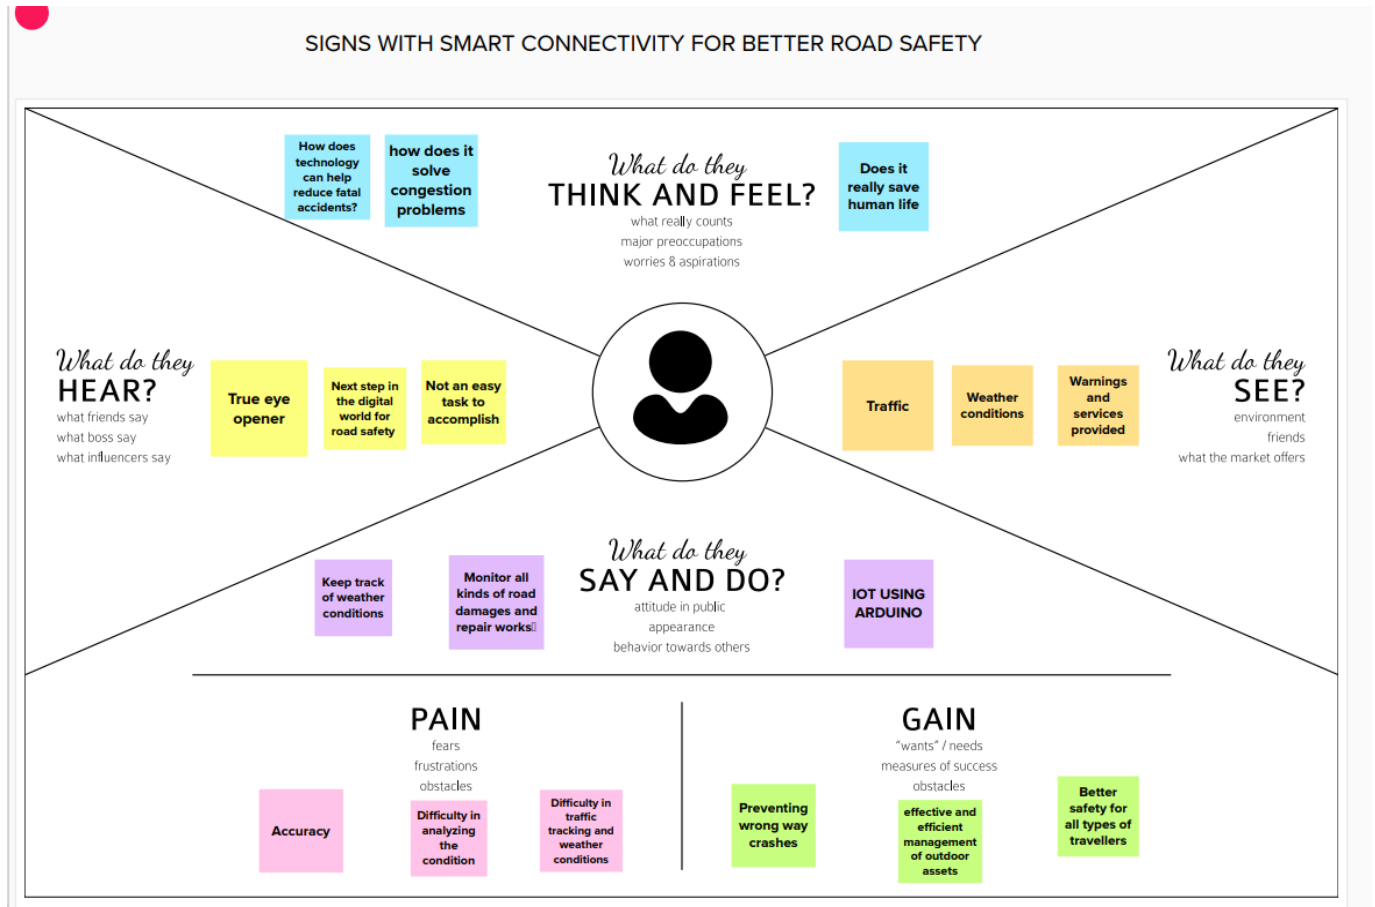 SIGNS WITH SMART CONNECTIVITY FOR BETTER ROAD SAFETY
How does
technology
can help
reduce fatal
accidents?
how does it
solve
congestion
problems
What do they
THINK AND FEEL?
what really counts
major preoccupations
worries & aspirations
Does it
really save
human life
What do they
HEAR?
what friends say
what boss say
what influencers say
True eye
opener
Next step in
the digital
world for
road safety
Not an easy
task to
accomplish
Traffic
Weather
conditions
Warnings
and
services
provided
What do they
SEE?
environment
friends
what the market offers
Keep track
of weather
conditions
Monitor all
kinds of road
damages and
repair works
What do they
SAY AND DO?
attitude in public
appearance
behavior towards others
IOT USING
ARDUINO
PAIN
fears
frustrations
obstacles
Accuracy
Difficulty in
analyzing
the
condition
Difficulty in
traffic
tracking and
weather
conditions
GAIN
"wants" / needs
measures of success
obstacles
Preventing
wrong way
crashes
effective and
efficient
management
of outdoor
assets
Better
safety for
all types of
travellers